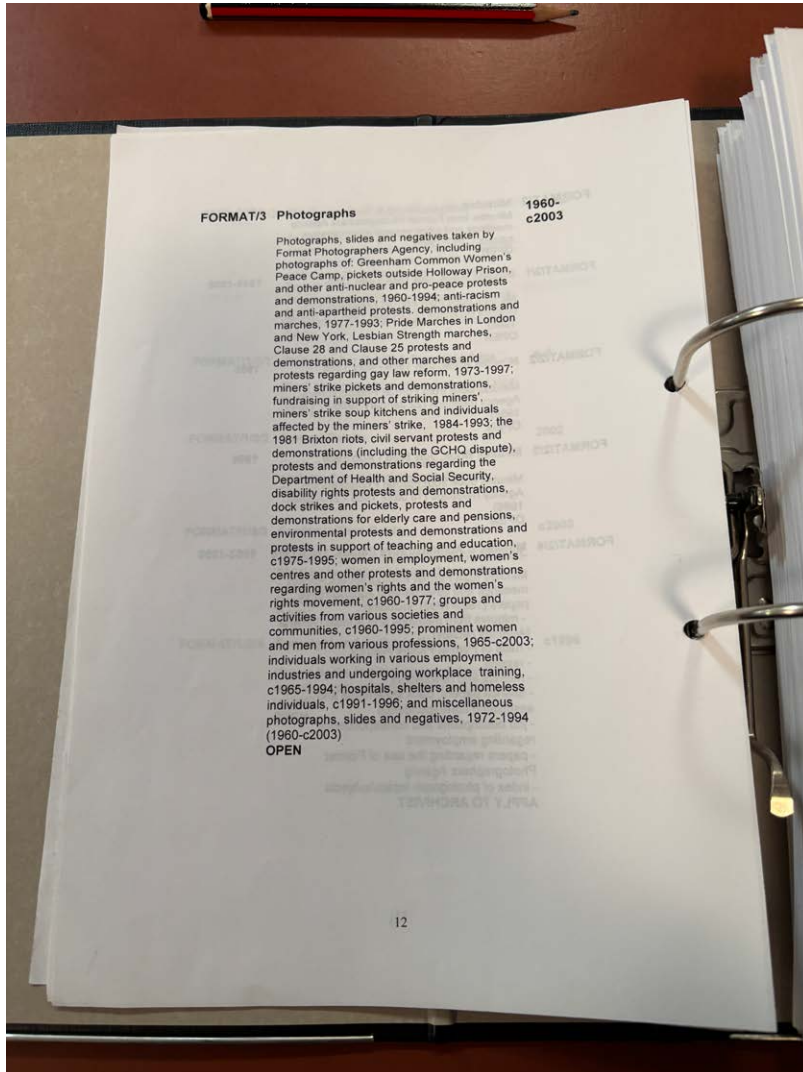 FORMAT/3 Photographs 1960-
c2003
Photographs, slides and negatives taken by
Format Photographers Agency, including
photographs of: Greenham Common Women's
Peace Camp, pickets outside Holloway Prison,
and other anti-nuclear and pro-peace protests
and demonstrations, 1960-1994; anti-racism
and anti-apartheid protests. demonstrations and
marches, 1977-1993; Pride Marches in London
and New York, Lesbian Strength marches,
Clause 28 and Clause 25 protests and
demonstrations, and other marches and
protests regarding gay law reform, 1973-1997;
miners' strike pickets and demonstrations,
fundraising in support of striking miners',
miners' strike soup kitchens and individuals
affected by the miners' strike, 1984-1993; the
1981 Brixton riots, civil servant protests and
demonstrations (including the GCHQ dispute),
protests and demonstrations regarding the
Department of Health and Social Security,
disability rights protests and demonstrations,
dock strikes and pickets, protests and
demonstrations for elderly care and pensions,
environmental protests and demonstrations and
protests in support of teaching and education,
c1975-1995; women in employment, women's
centres and other protests and demonstrations
regarding women's rights and the women's
rights movement, c1960-1977; groups and
activities from various societies and
communities, c1960-1995; prominent women
and men from various professions, 1965-c2003;
individuals working in various employment
industries and undergoing workplace training,
c1965-1994; hospitals, shelters and homeless
individuals, c1991-1996; and miscellaneous
photographs, slides and negatives, 1972-1994
(1960-c2003)
OPEN
12